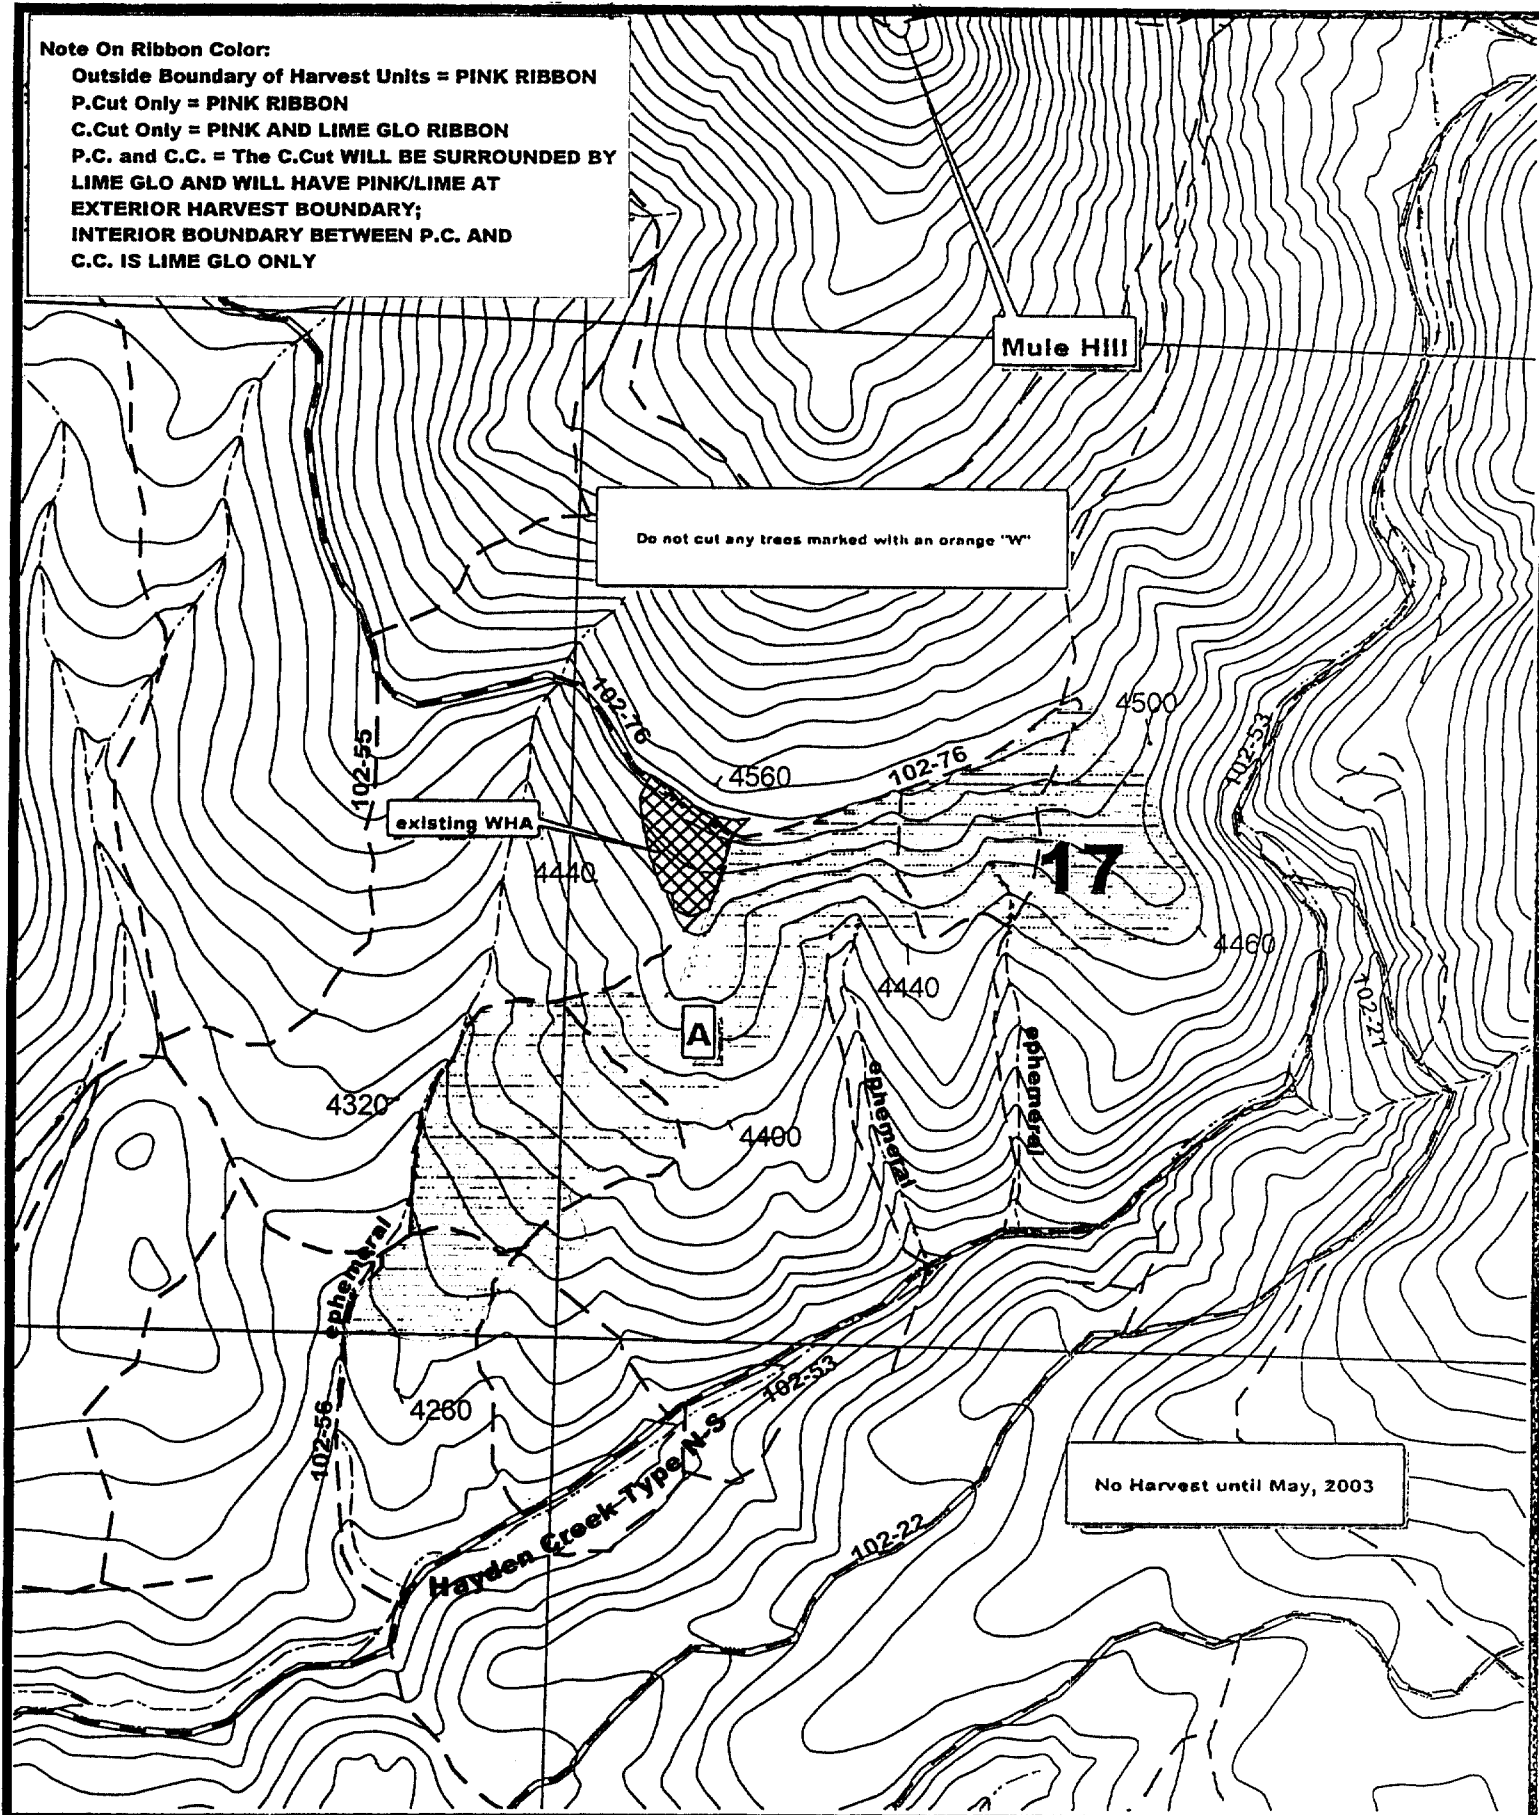 Note On Ribbon Color:
Outside Boundary of Harvest Units = PINK RIBBON
P.Cut Only = PINK RIBBON
C.Cut Only = PINK AND LIME GLO RIBBON
P.C. and C.C. = The C.Cut WILL BE SURROUNDED BY
LIME GLO AND WILL HAVE PINK/LIME AT
EXTERIOR HARVEST BOUNDARY;
INTERIOR BOUNDARY BETWEEN P.C. AND
C.C. IS LIME GLO ONLY
Mule Hill
Do not cut any trees marked with an orange "W"
102-76
4500
102-53
102-55
4560
102-76
existing WHA
4440
17
4460
4440
102-21
A
ephemeral
ephemeral
4320
4400
ephemeral
102-53
4260
102-56
Hayden Creek Type N-S
No Harvest until May, 2003
102-22